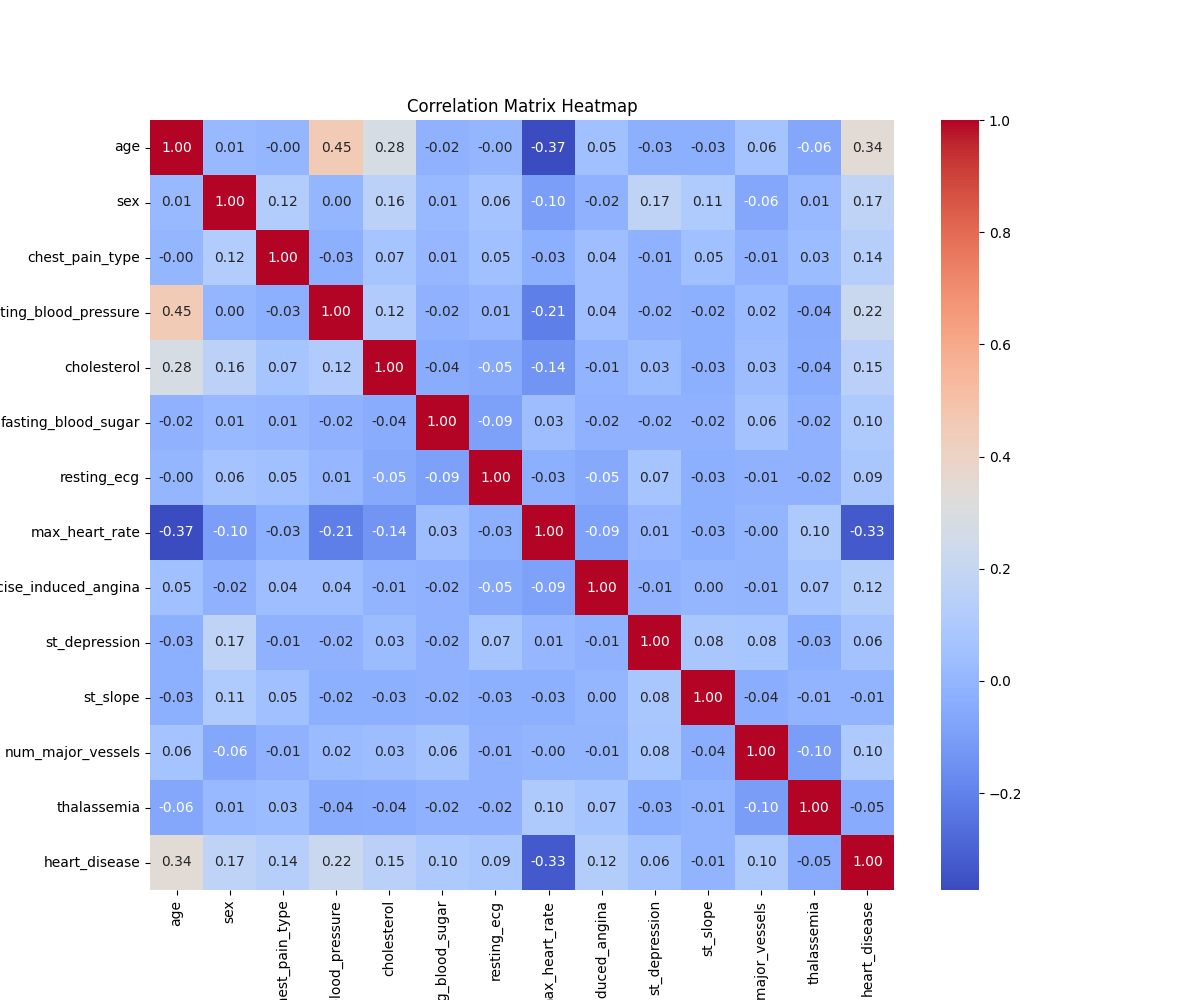 Correlation Matrix Heatmap
age 1.00 0.01 -0.00 0.45 0.28 -0.02 -0.00 -0.37 0.05 -0.03 -0.03 0.06 -0.06 0.34
sex 0.01 1.00 0.12 0.00 0.16 0.01 0.06 -0.10 -0.02 0.17 0.11 -0.06 0.01 0.17
chest_pain_type -0.00 0.12 1.00 -0.03 0.07 0.01 0.05 -0.03 0.04 -0.01 0.05 -0.01 0.03 0.14
ting_blood_pressure 0.45 0.00 -0.03 1.00 0.12 -0.02 0.01 -0.21 0.04 -0.02 -0.02 0.02 -0.04 0.22
cholesterol 0.28 0.16 0.07 0.12 1.00 -0.04 -0.05 -0.14 -0.01 0.03 -0.03 0.03 -0.04 0.15
fasting_blood_sugar -0.02 0.01 0.01 -0.02 -0.04 1.00 -0.09 0.03 -0.02 -0.02 -0.02 0.06 -0.02 0.10
resting_ecg -0.00 0.06 0.05 0.01 -0.05 -0.09 1.00 -0.03 -0.05 0.07 -0.03 -0.01 -0.02 0.09
max_heart_rate -0.37 -0.10 -0.03 -0.21 -0.14 0.03 -0.03 1.00 -0.09 0.01 -0.03 -0.00 0.10 -0.33
cise_induced_angina 0.05 -0.02 0.04 0.04 -0.01 -0.02 -0.05 -0.09 1.00 -0.01 0.00 -0.01 0.07 0.12
st_depression -0.03 0.17 -0.01 -0.02 0.03 -0.02 0.07 0.01 -0.01 1.00 0.08 0.08 -0.03 0.06
st_slope -0.03 0.11 0.05 -0.02 -0.03 -0.02 -0.03 -0.03 0.00 0.08 1.00 -0.04 -0.01 -0.01
num_major_vessels 0.06 -0.06 -0.01 0.02 0.03 0.06 -0.01 -0.00 -0.01 0.08 -0.04 1.00 -0.10 0.10
thalassemia -0.06 0.01 0.03 -0.04 -0.04 -0.02 -0.02 0.10 0.07 -0.03 -0.01 -0.10 1.00 -0.05
heart_disease 0.34 0.17 0.14 0.22 0.15 0.10 0.09 -0.33 0.12 0.06 -0.01 0.10 -0.05 1.00
age
sex
est_pain_type
lood_pressure
cholesterol
g_blood_sugar
resting_ecg
ax_heart_rate
duced_angina
st_depression
st_slope
major_vessels
thalassemia
heart_disease
1.0
0.8
0.6
0.4
0.2
0.0
−0.2